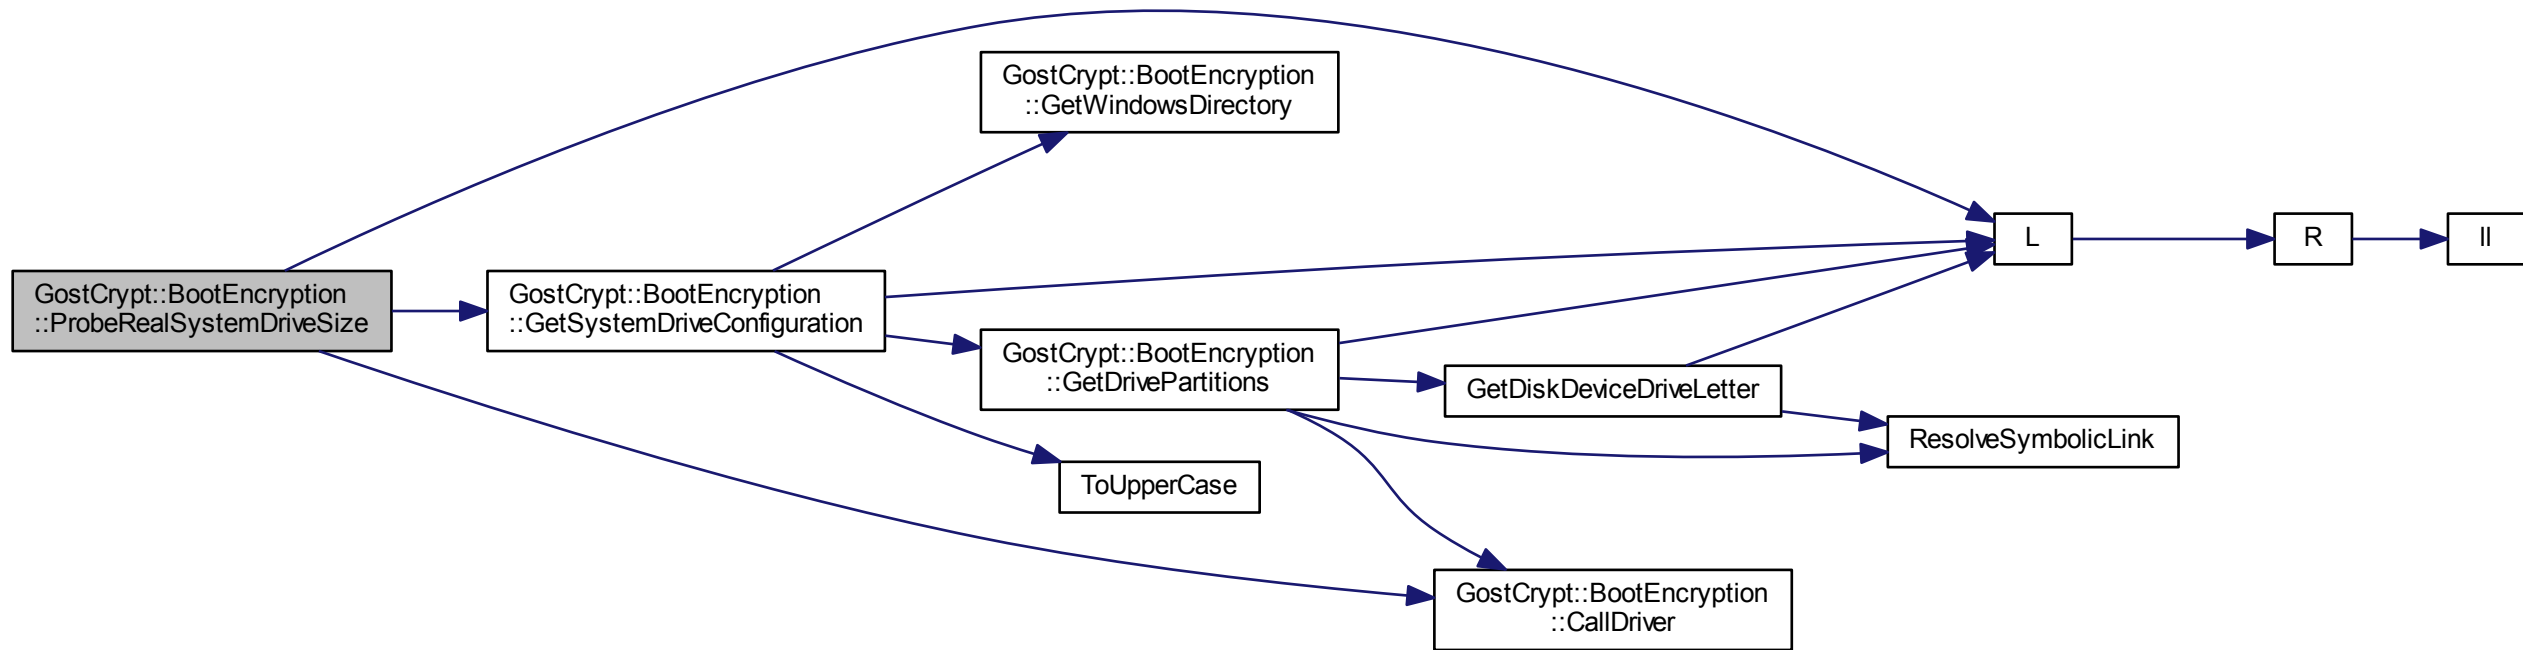 GostCrypt::BootEncryption
::GetWindowsDirectory
L
R
ll
GostCrypt::BootEncryption
::ProbeRealSystemDriveSize
GostCrypt::BootEncryption
::GetSystemDriveConfiguration
GostCrypt::BootEncryption
::GetDrivePartitions
GetDiskDeviceDriveLetter
ResolveSymbolicLink
ToUpperCase
GostCrypt::BootEncryption
::CallDriver